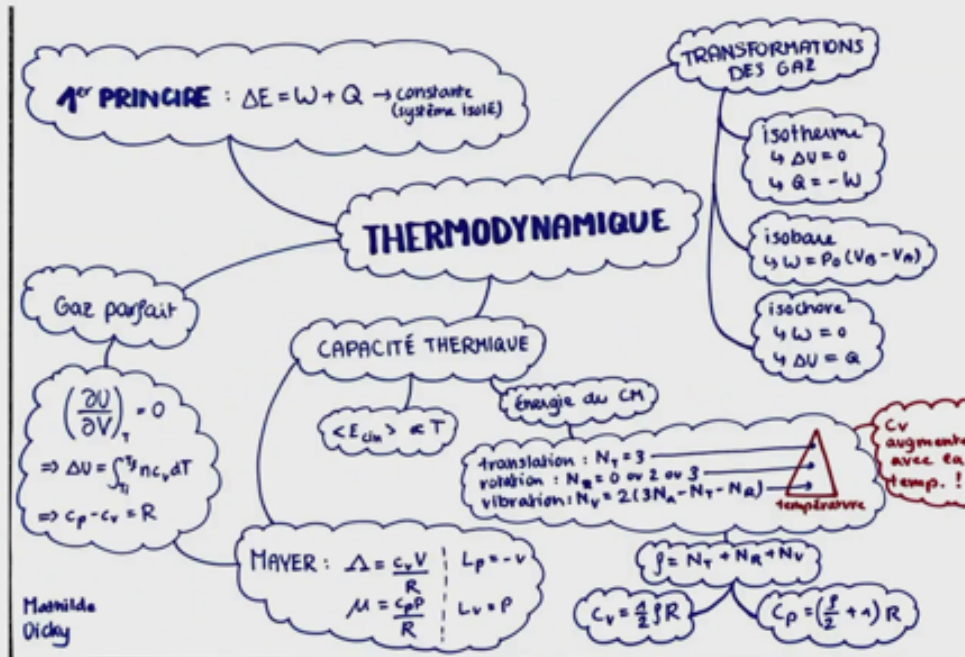 1er PRINCIPE : ΔE = W + Q → constante
(système isolé)
TRANSFORMATIONS
DES GAZ
isotherme
↳ ΔU = 0
↳ Q = -W
THERMODYNAMIQUE
isobare
↳ W = P0 (VB - VA)
isochore
↳ W = 0
↳ ΔU = Q
Gaz parfait
CAPACITÉ THERMIQUE
(∂U/∂V)T = 0
⇒ ΔU = ∫TiTf n cv dT
⇒ cp - cv = R
<Ecin> ∝ T
Énergie du CM
translation : NT = 3
rotation : NR = 0 ou 2 ou 3
vibration : NV = 2(3NA - NT - NR)
température
Cv
augmente
avec la
temp. !
MAYER : Λ = cvV/R | Lp = -V
μ = cpP/R | Lv = P
f = NT + NR + NV
Cv = 1/2 f R
Cp = (f/2 + 1) R
Mathilde
Dicky